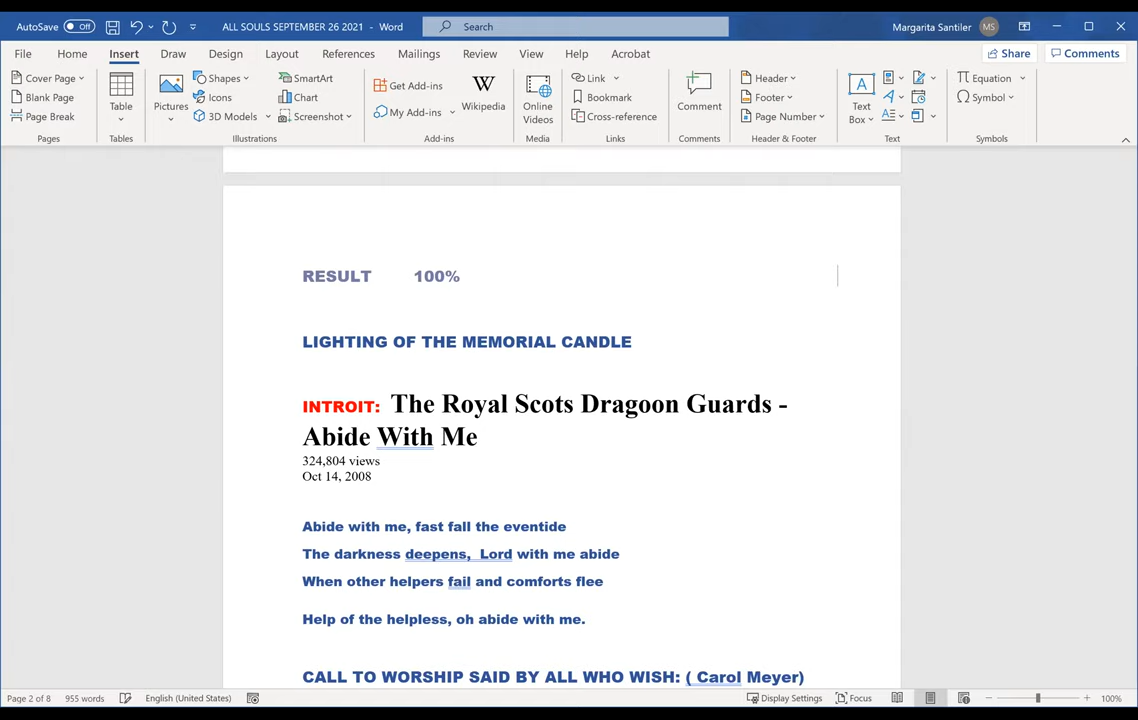 AutoSave Off ALL SOULS SEPTEMBER 26 2021 - Word Search Margarita Santiler MS
File Home Insert Draw Design Layout References Mailings Review View Help Acrobat Share Comments
Cover Page
Blank Page
Page Break
Pages
Table
Tables
Pictures
Shapes
Icons
3D Models
SmartArt
Chart
Screenshot
Illustrations
Get Add-ins
My Add-ins
Wikipedia
Add-ins
Online
Videos
Media
Link
Bookmark
Cross-reference
Links
Comment
Comments
Header
Footer
Page Number
Header & Footer
Text
Box
Text
Equation
Symbol
Symbols
RESULT 100%
LIGHTING OF THE MEMORIAL CANDLE
INTROIT: The Royal Scots Dragoon Guards -
Abide With Me
324,804 views
Oct 14, 2008
Abide with me, fast fall the eventide
The darkness deepens, Lord with me abide
When other helpers fail and comforts flee
Help of the helpless, oh abide with me.
CALL TO WORSHIP SAID BY ALL WHO WISH: ( Carol Meyer)
Page 2 of 8 955 words English (United States) Display Settings Focus 100%